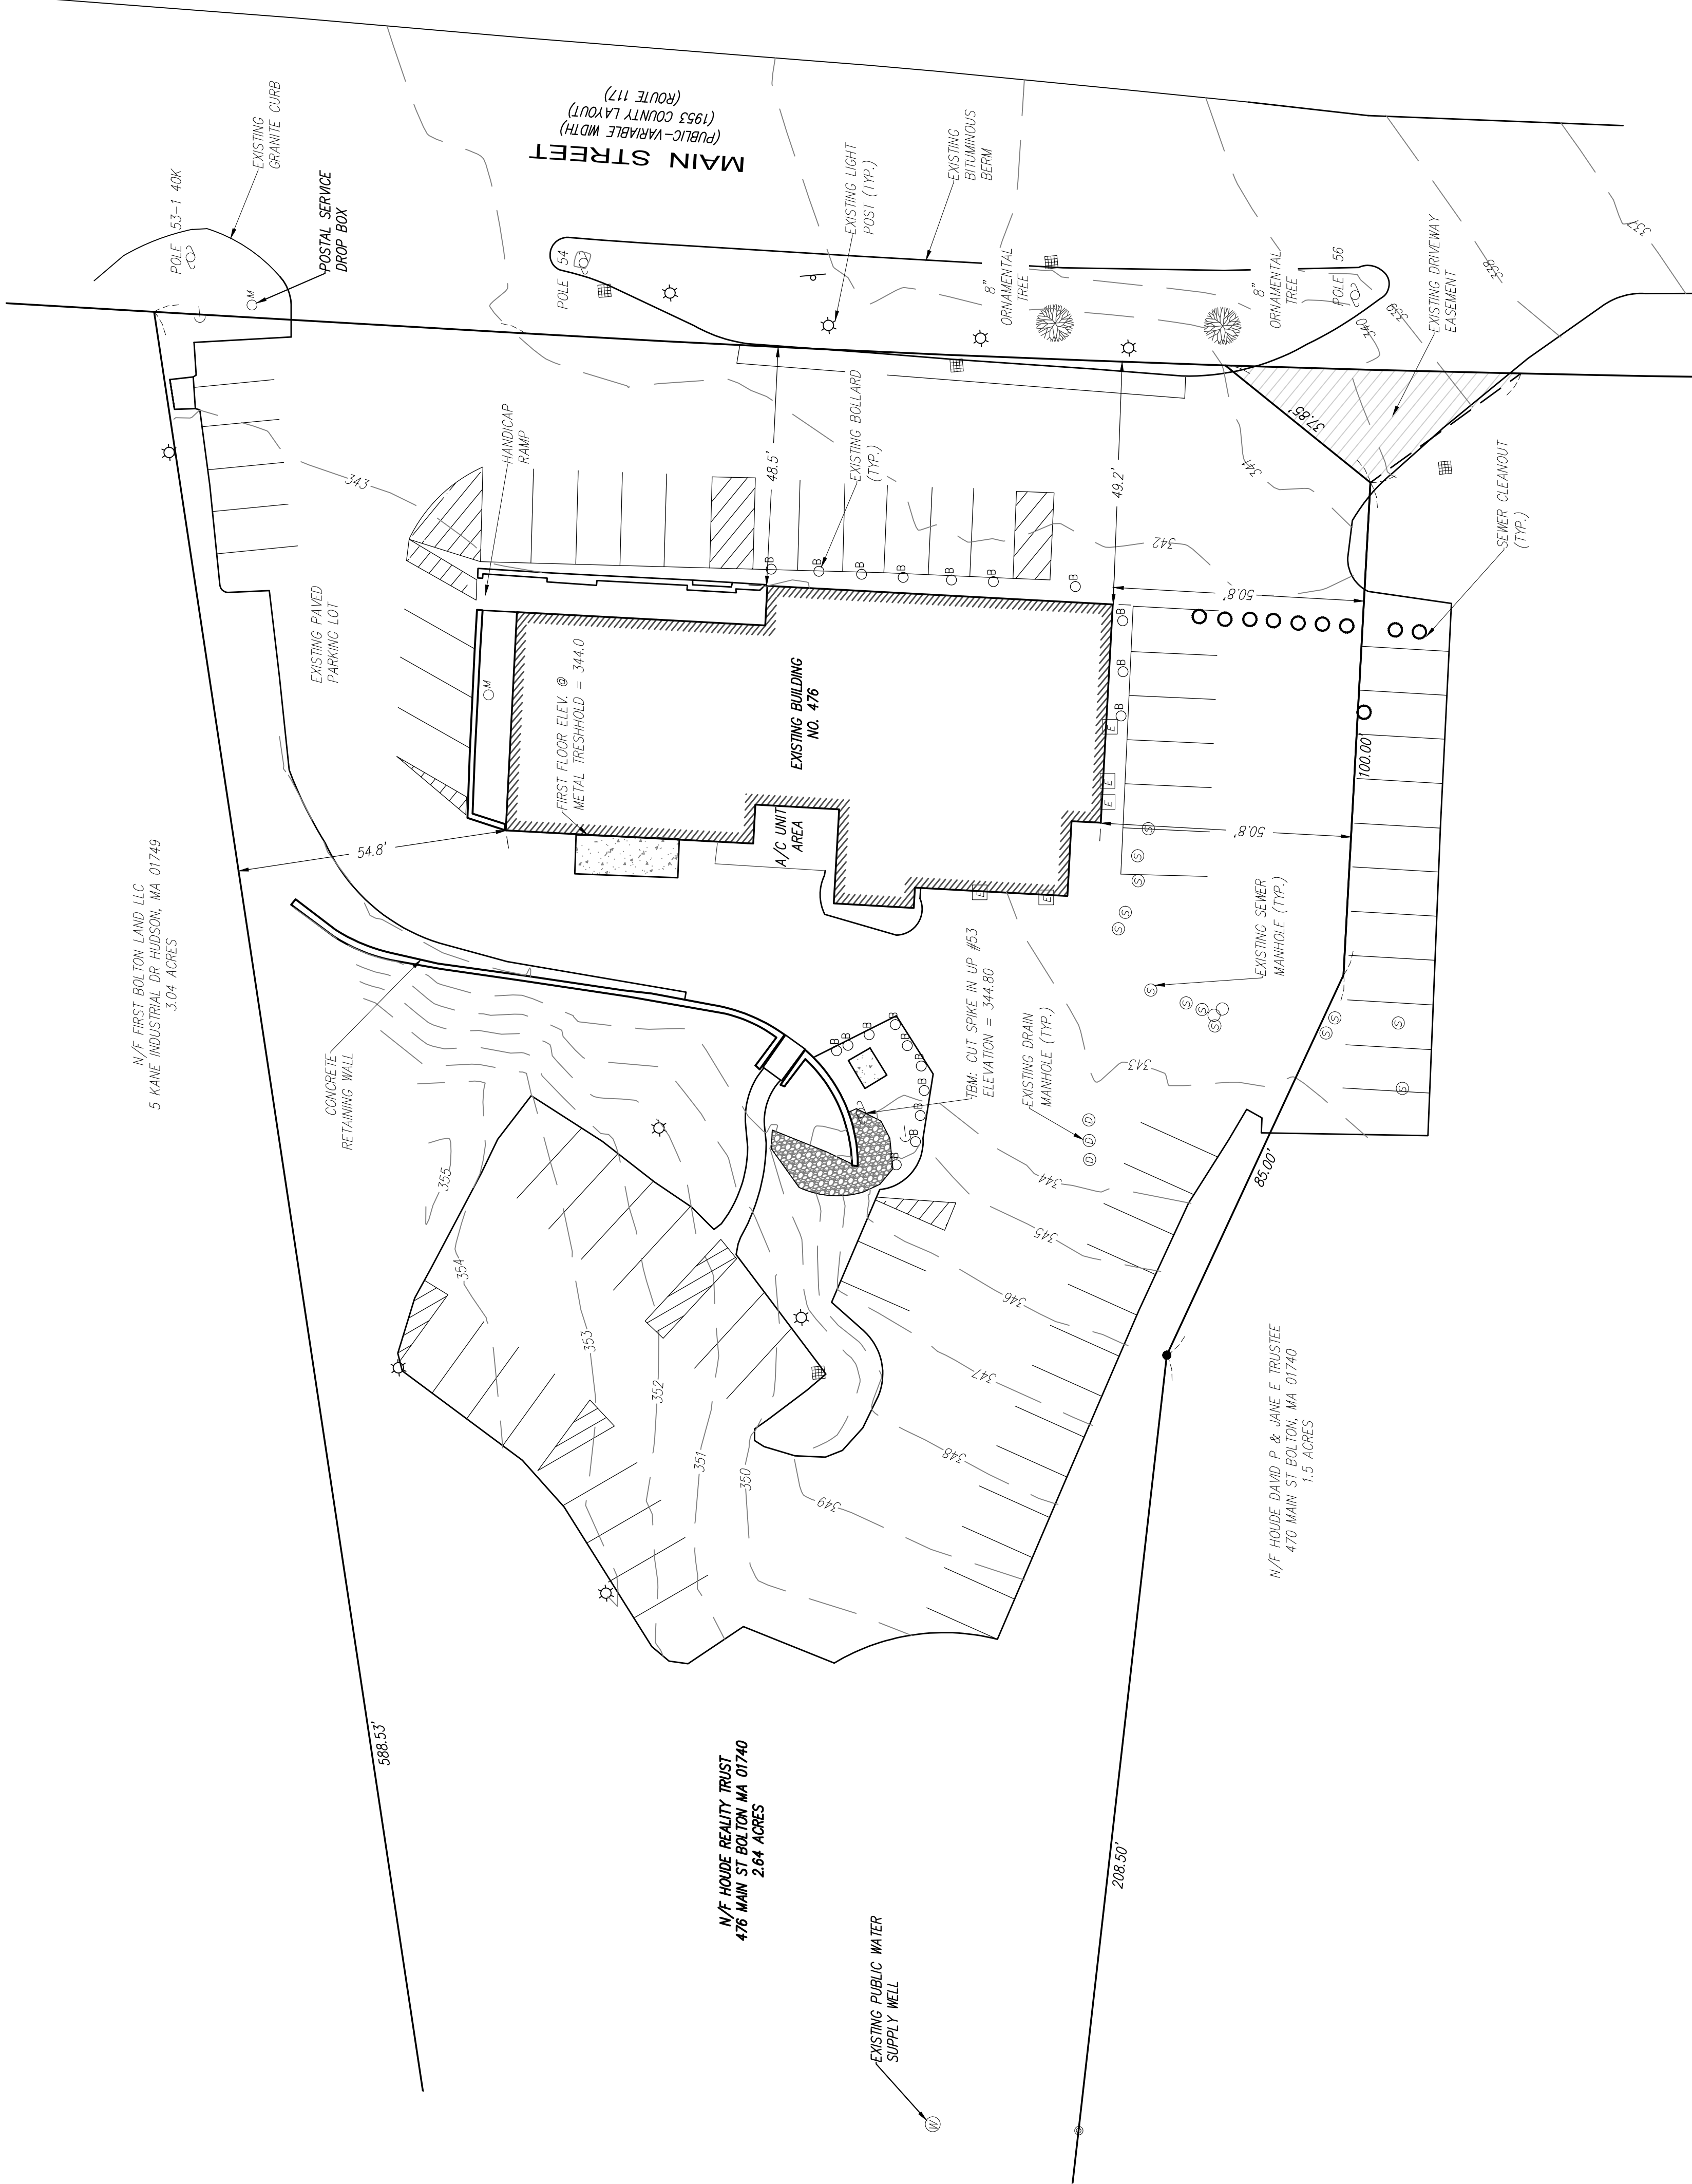 MAIN STREET
(PUBLIC-VARIABLE WIDTH)
(1953 COUNTY LAYOUT)
(ROUTE 117)
EXISTING
GRANITE CURB
POLE 53-1 40K
POSTAL SERVICE
DROP BOX
M
POLE 54
EXISTING LIGHT
POST (TYP.)
EXISTING
BITUMINOUS
BERM
8"
ORNAMENTAL
TREE
8"
ORNAMENTAL
TREE
POLE 56
337
338
339
340
341
342
343
EXISTING DRIVEWAY
EASEMENT
37.85'
48.5'
49.2'
HANDICAP
RAMP
EXISTING BOLLARD
(TYP.)
B
B
B
B
B
B
B
B
B
B
SEWER CLEANOUT
(TYP.)
EXISTING PAVED
PARKING LOT
M
FIRST FLOOR ELEV. @
METAL TRESHHOLD = 344.0
EXISTING BUILDING
NO. 476
A/C UNIT
AREA
E
E
E
E
E
50.8'
50.8'
100.00'
54.8'
N/F FIRST BOLTON LAND LLC
5 KANE INDUSTRIAL DR HUDSON, MA 01749
3.04 ACRES
CONCRETE
RETAINING WALL
TBM: CUT SPIKE IN UP #53
ELEVATION = 344.80
B
B
B
B
B
B
B
B
B
B
EXISTING DRAIN
MANHOLE (TYP.)
D
D
D
EXISTING SEWER
MANHOLE (TYP.)
S
S
S
S
S
S
S
S
S
S
S
S
S
343
344
345
346
347
348
349
350
351
352
353
354
355
85.00'
N/F HOUDE DAVID P & JANE E TRUSTEE
470 MAIN ST BOLTON, MA 01740
1.5 ACRES
588.53'
208.50'
N/F HOUDE REALITY TRUST
476 MAIN ST BOLTON MA 01740
2.64 ACRES
EXISTING PUBLIC WATER
SUPPLY WELL
W